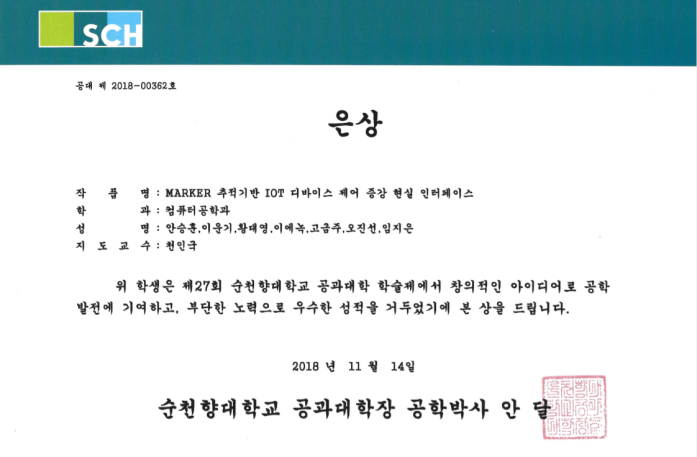 SCH
공대 제 2018-00362호
은상
작 품 명 : MARKER 추적기반 IOT 디바이스 제어 증강 현실 인터페이스
학 과 : 컴퓨터공학과
성 명 : 안승훈,이윤기,황대영,이예녹,고금주,오진선,임지은
지 도 교 수 : 천인국
위 학생은 제27회 순천향대학교 공과대학 학술제에서 창의적인 아이디어로 공학
발전에 기여하고, 부단한 노력으로 우수한 성적을 거두었기에 본 상을 드립니다.
2018 년 11 월 14일
순천향대학교 공과대학장 공학박사 안 달